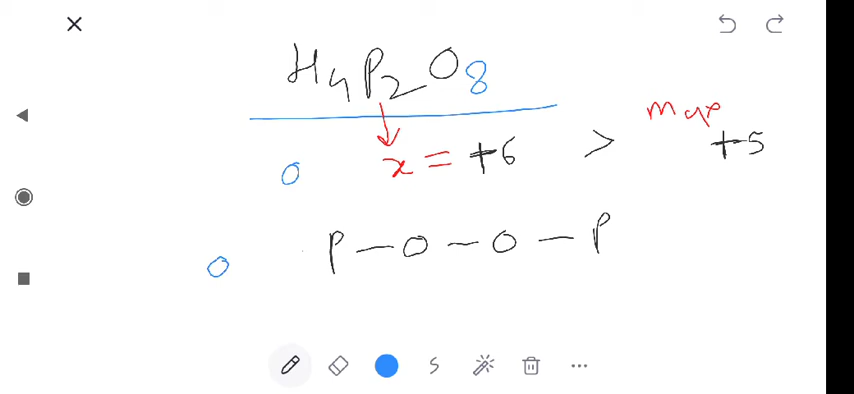 H4P2O8
max
x = +6 > +5
O
P-O-O-P
O
S